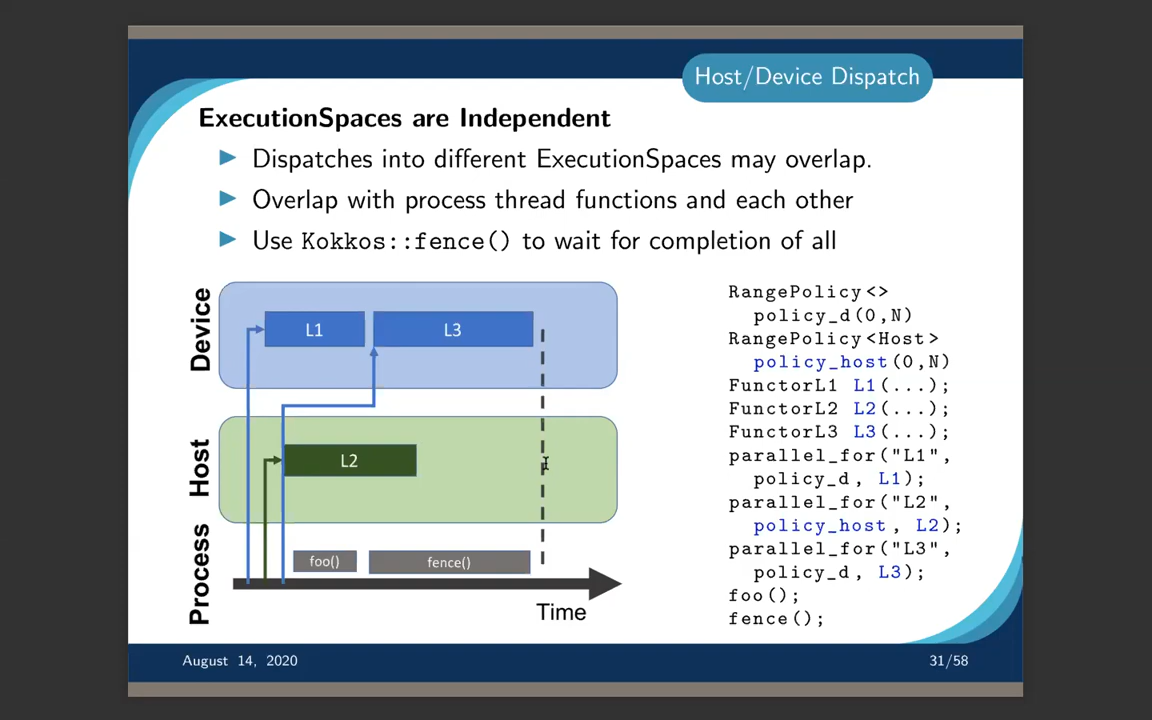 Host/Device Dispatch
ExecutionSpaces are Independent
Dispatches into different ExecutionSpaces may overlap.
Overlap with process thread functions and each other
Use Kokkos::fence() to wait for completion of all
Device
L1
L3
Host
L2
Process
foo()
fence()
Time
RangePolicy<>
policy_d(0,N)
RangePolicy<Host>
policy_host(0,N)
FunctorL1 L1(...);
FunctorL2 L2(...);
FunctorL3 L3(...);
parallel_for("L1",
policy_d, L1);
parallel_for("L2",
policy_host, L2);
parallel_for("L3",
policy_d, L3);
foo();
fence();
August 14, 2020
31/58